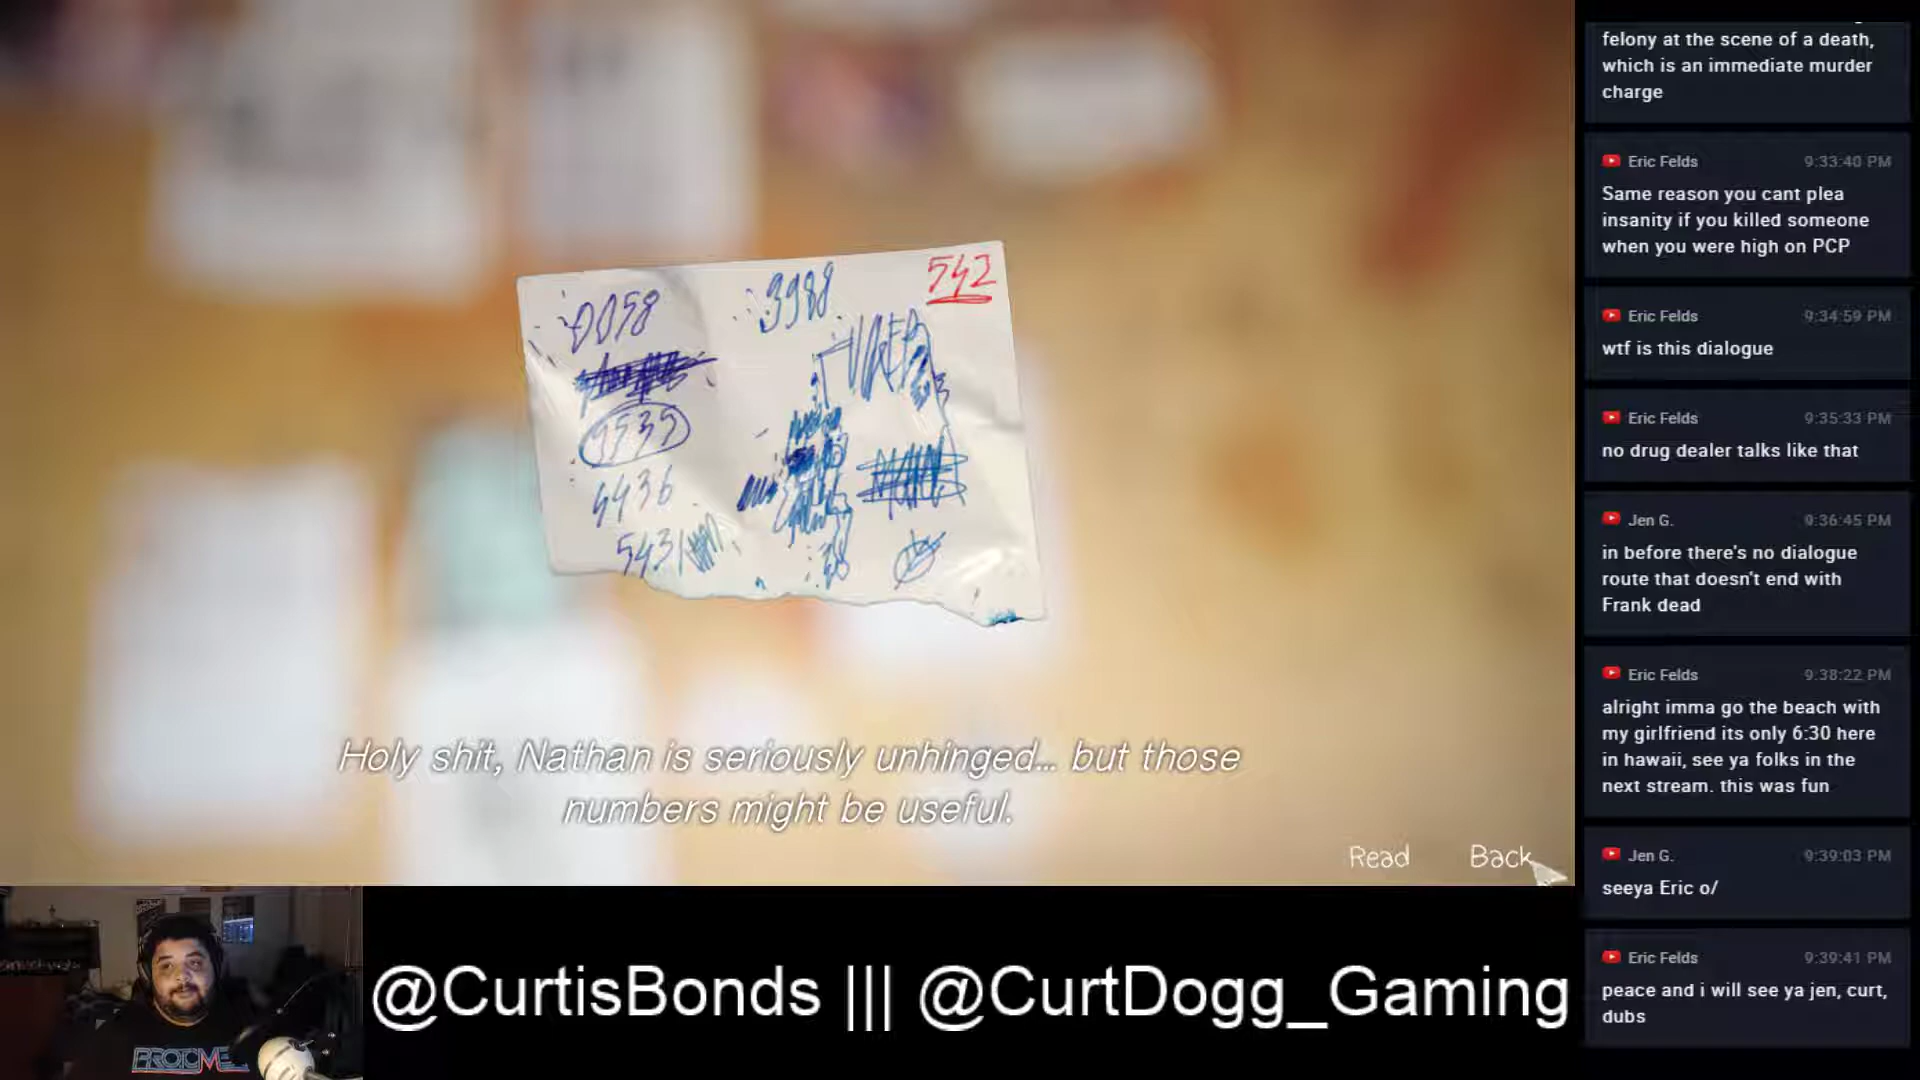 542
0058
3988
9535
5431
Holy shit, Nathan is seriously unhinged... but those
numbers might be useful.
Read
Back
@CurtisBonds ||| @CurtDogg_Gaming
felony at the scene of a death,
which is an immediate murder
charge
Eric Felds 9:33:40 PM
Same reason you cant plea
insanity if you killed someone
when you were high on PCP
Eric Felds 9:34:59 PM
wtf is this dialogue
Eric Felds 9:35:33 PM
no drug dealer talks like that
Jen G. 9:36:45 PM
in before there's no dialogue
route that doesn't end with
Frank dead
Eric Felds 9:38:22 PM
alright imma go the beach with
my girlfriend its only 6:30 here
in hawaii, see ya folks in the
next stream. this was fun
Jen G. 9:39:03 PM
seeya Eric o/
Eric Felds 9:39:41 PM
peace and i will see ya jen, curt,
dubs